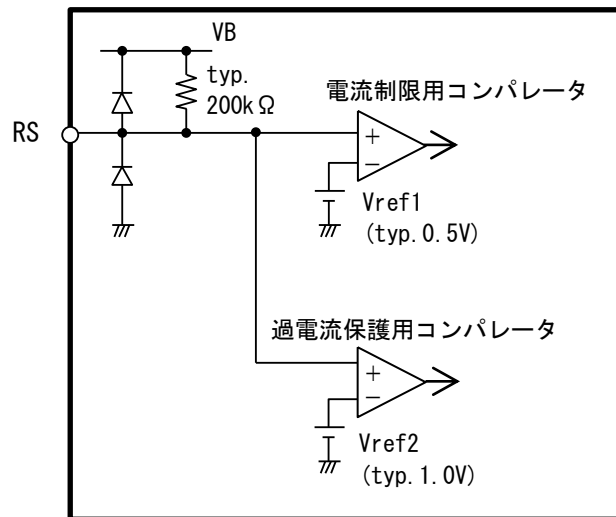 VB
typ.
200kΩ
RS
電流制限用コンパレータ
+
−
Vref1
(typ.0.5V)
過電流保護用コンパレータ
+
−
Vref2
(typ.1.0V)